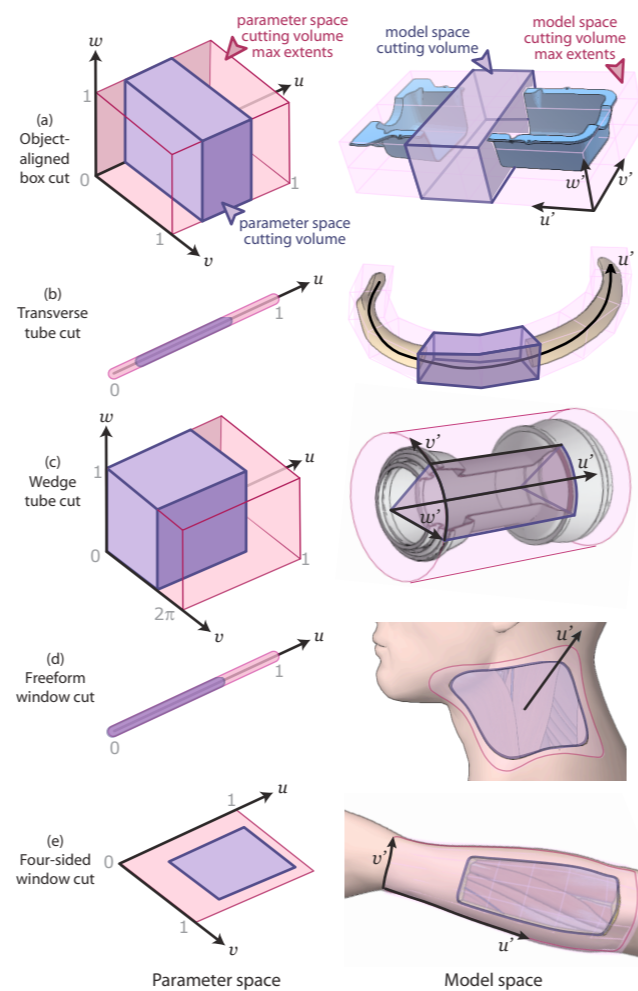 parameter space
cutting volume
max extents
model space
cutting volume
model space
cutting volume
max extents
w
u
1
(a)
Object-
aligned
box cut
0
1
1
v
parameter space
cutting volume
w'
v'
u'
(b)
Transverse
tube cut
u
1
0
u'
w
(c)
Wedge
tube cut
u
1
0
1
2π
v
v'
u'
w'
(d)
Freeform
window cut
u
1
0
u'
(e)
Four-sided
window cut
u
1
0
1
v
v'
u'
Parameter space
Model space